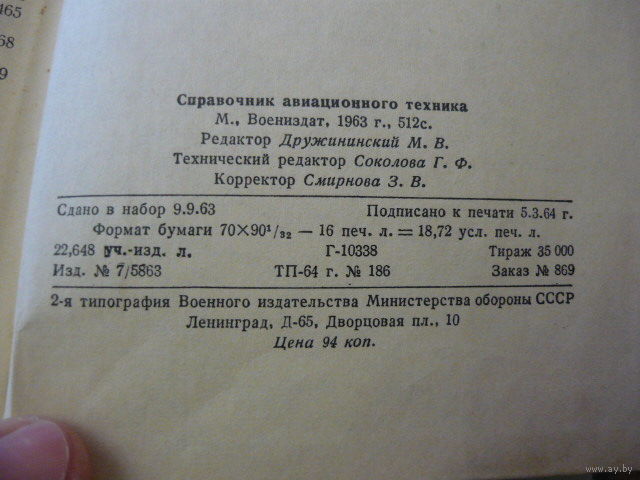 465
68
9
Справочник авиационного техника
М., Воениздат, 1963 г., 512с.
Редактор Дружининский М. В.
Технический редактор Соколова Г. Ф.
Корректор Смирнова З. В.
Сдано в набор 9.9.63 Подписано к печати 5.3.64 г.
Формат бумаги 70×90¹/₃₂ — 16 печ. л. = 18,72 усл. печ. л.
22,648 уч.-изд. л. Г-10338 Тираж 35 000
Изд. № 7/5863 ТП-64 г. № 186 Заказ № 869
2-я типография Военного издательства Министерства обороны СССР
Ленинград, Д-65, Дворцовая пл., 10
Цена 94 коп.
www.ay.by